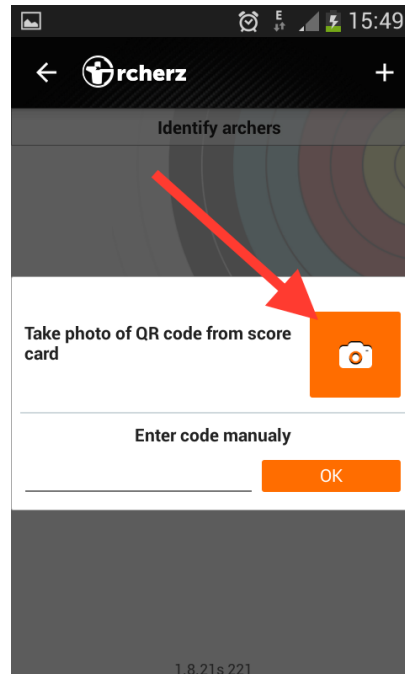 E 15:49
rcherz +
Identify archers
Take photo of QR code from score
card
Enter code manualy
OK
1.8.21s 221